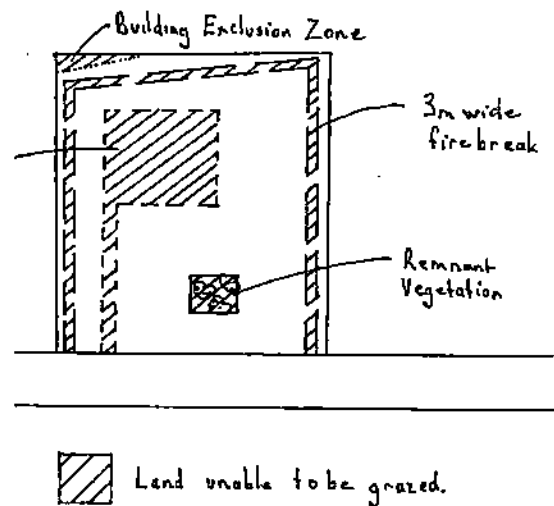 Building Exclusion Zone
3m wide
firebreak
Remnant
Vegetation
Land unable to be grazed.